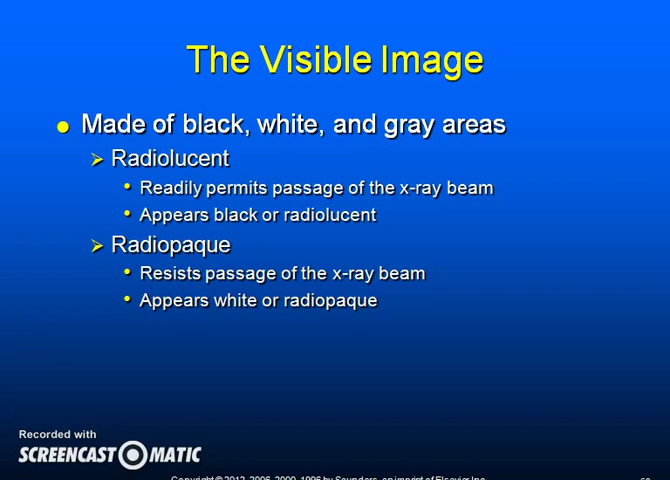 The Visible Image
Made of black, white, and gray areas
Radiolucent
Readily permits passage of the x-ray beam
Appears black or radiolucent
Radiopaque
Resists passage of the x-ray beam
Appears white or radiopaque
Recorded with
SCREENCAST MATIC
Copyright © 2012, 2006, 2000, 1996 by Saunders, an imprint of Elsevier Inc.